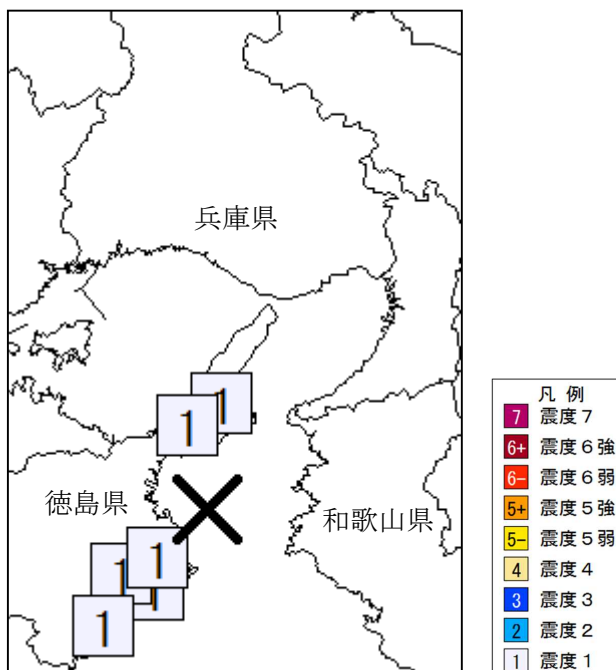 兵庫県
1
1
徳島県
和歌山県
1
1
1
1
凡 例
7 震度７
6+ 震度６強
6- 震度６弱
5+ 震度５強
5- 震度５弱
4 震度４
3 震度３
2 震度２
1 震度１